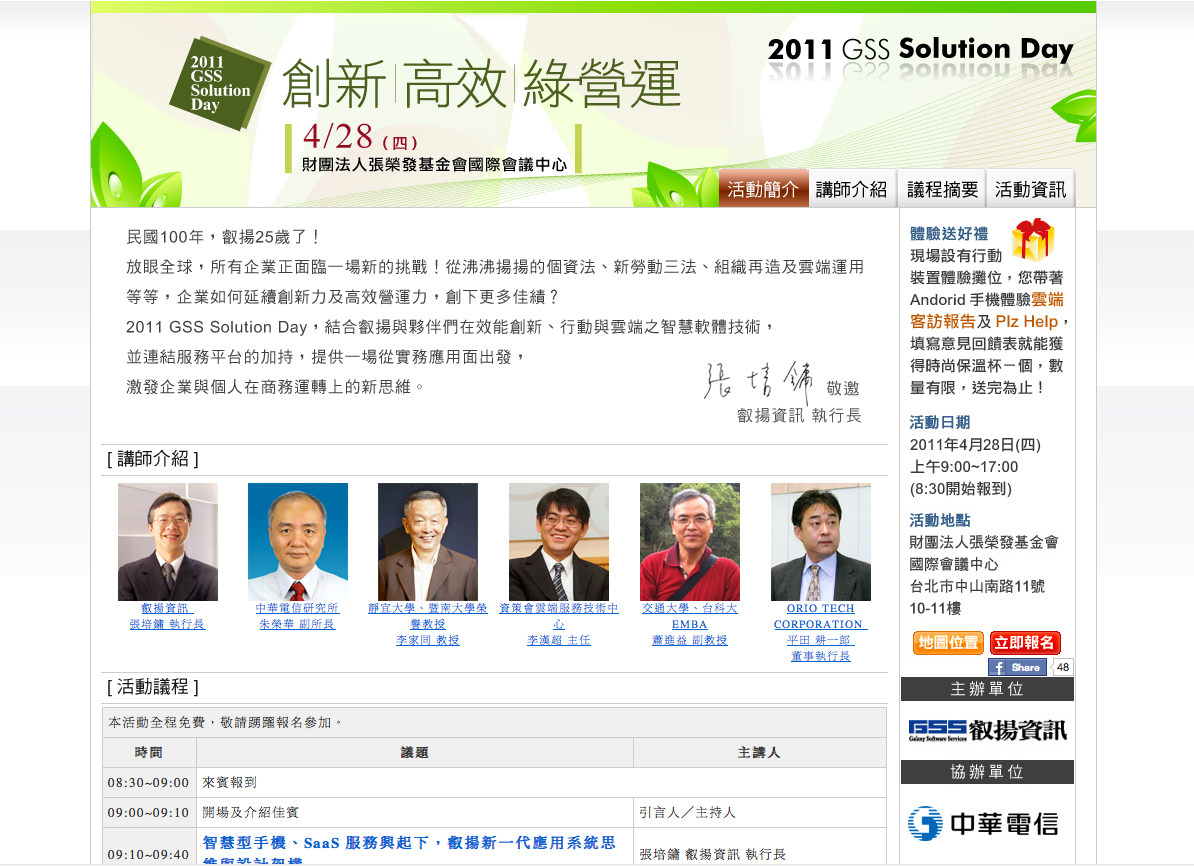 2011
GSS
Solution
Day
創新|高效|綠營運
2011 GSS Solution Day
4/28 (四)
財團法人張榮發基金會國際會議中心
活動簡介 講師介紹 議程摘要 活動資訊
民國100年，叡揚25歲了！
放眼全球，所有企業正面臨一場新的挑戰！從沸沸揚揚的個資法、新勞動三法、組織再造及雲端運用
等等，企業如何延續創新力及高效營運力，創下更多佳績？
2011 GSS Solution Day，結合叡揚與夥伴們在效能創新、行動與雲端之智慧軟體技術，
並連結服務平台的加持，提供一場從實務應用面出發，
激發企業與個人在商務運轉上的新思維。
張培鏞 敬邀
叡揚資訊 執行長
[ 講師介紹 ]
叡揚資訊
張培鏞 執行長
中華電信研究所
朱榮華 副所長
靜宜大學、暨南大學榮
譽教授
李家同 教授
資策會雲端服務技術中
心
李漢超 主任
交通大學、台科大
EMBA
蕭進益 副教授
ORIO TECH
CORPORATION
平田 耕一郎
董事執行長
[ 活動議程 ]
本活動全程免費，敬請踴躍報名參加。
時間 議題 主講人
08:30~09:00 來賓報到
09:00~09:10 開場及介紹佳賓 引言人／主持人
09:10~09:40 智慧型手機、SaaS 服務興起下，叡揚新一代應用系統思
維與設計架構
張培鏞 叡揚資訊 執行長
體驗送好禮
現場設有行動
裝置體驗攤位，您帶著
Andorid 手機體驗雲端
客訪報告及 Plz Help，
填寫意見回饋表就能獲
得時尚保溫杯一個，數
量有限，送完為止！
活動日期
2011年4月28日(四)
上午9:00~17:00
(8:30開始報到)
活動地點
財團法人張榮發基金會
國際會議中心
台北市中山南路11號
10-11樓
地圖位置 立即報名
f Share 48
主辦單位
GSS 叡揚資訊
Galaxy Software Services
協辦單位
中華電信